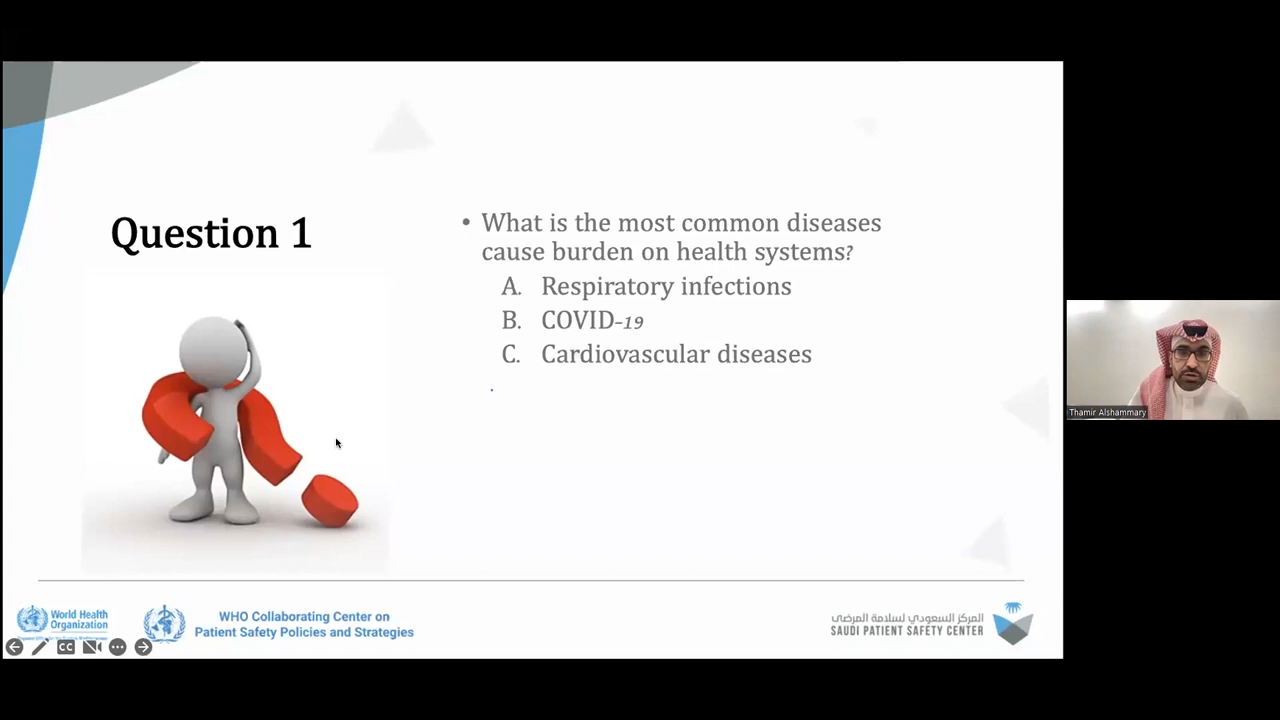 Question 1
• What is the most common diseases
cause burden on health systems?
A. Respiratory infections
B. COVID-19
C. Cardiovascular diseases
Thamir Alshammary
World Health
Organization
WHO Collaborating Center on
Patient Safety Policies and Strategies
المركز السعودي لسلامة المرضى
SAUDI PATIENT SAFETY CENTER
CC